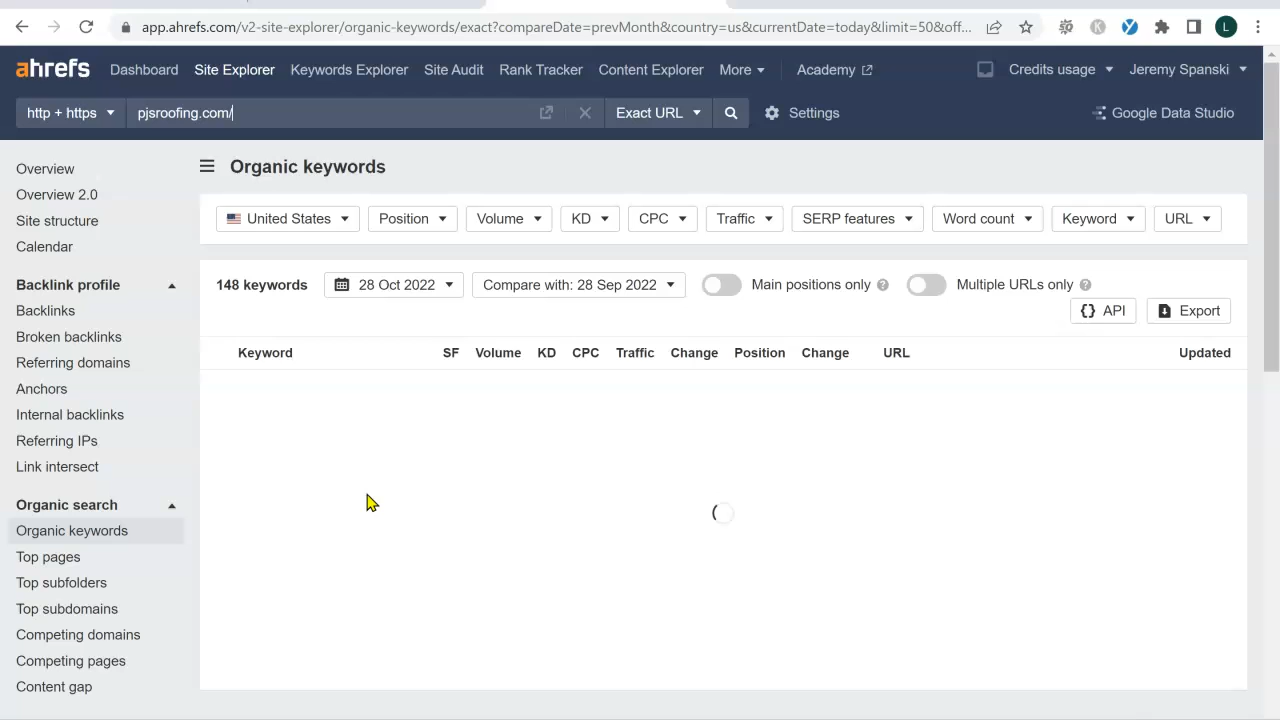 app.ahrefs.com/v2-site-explorer/organic-keywords/exact?compareDate=prevMonth&country=us&currentDate=today&limit=50&off...
K
L
ahrefs Dashboard Site Explorer Keywords Explorer Site Audit Rank Tracker Content Explorer More Academy Credits usage Jeremy Spanski
http + https pjsroofing.com/ Exact URL Settings Google Data Studio
Overview
Overview 2.0
Site structure
Calendar
Backlink profile
Backlinks
Broken backlinks
Referring domains
Anchors
Internal backlinks
Referring IPs
Link intersect
Organic search
Organic keywords
Top pages
Top subfolders
Top subdomains
Competing domains
Competing pages
Content gap
Organic keywords
United States Position Volume KD CPC Traffic SERP features Word count Keyword URL
148 keywords 28 Oct 2022 Compare with: 28 Sep 2022 Main positions only ? Multiple URLs only ?
{} API Export
Keyword SF Volume KD CPC Traffic Change Position Change URL Updated